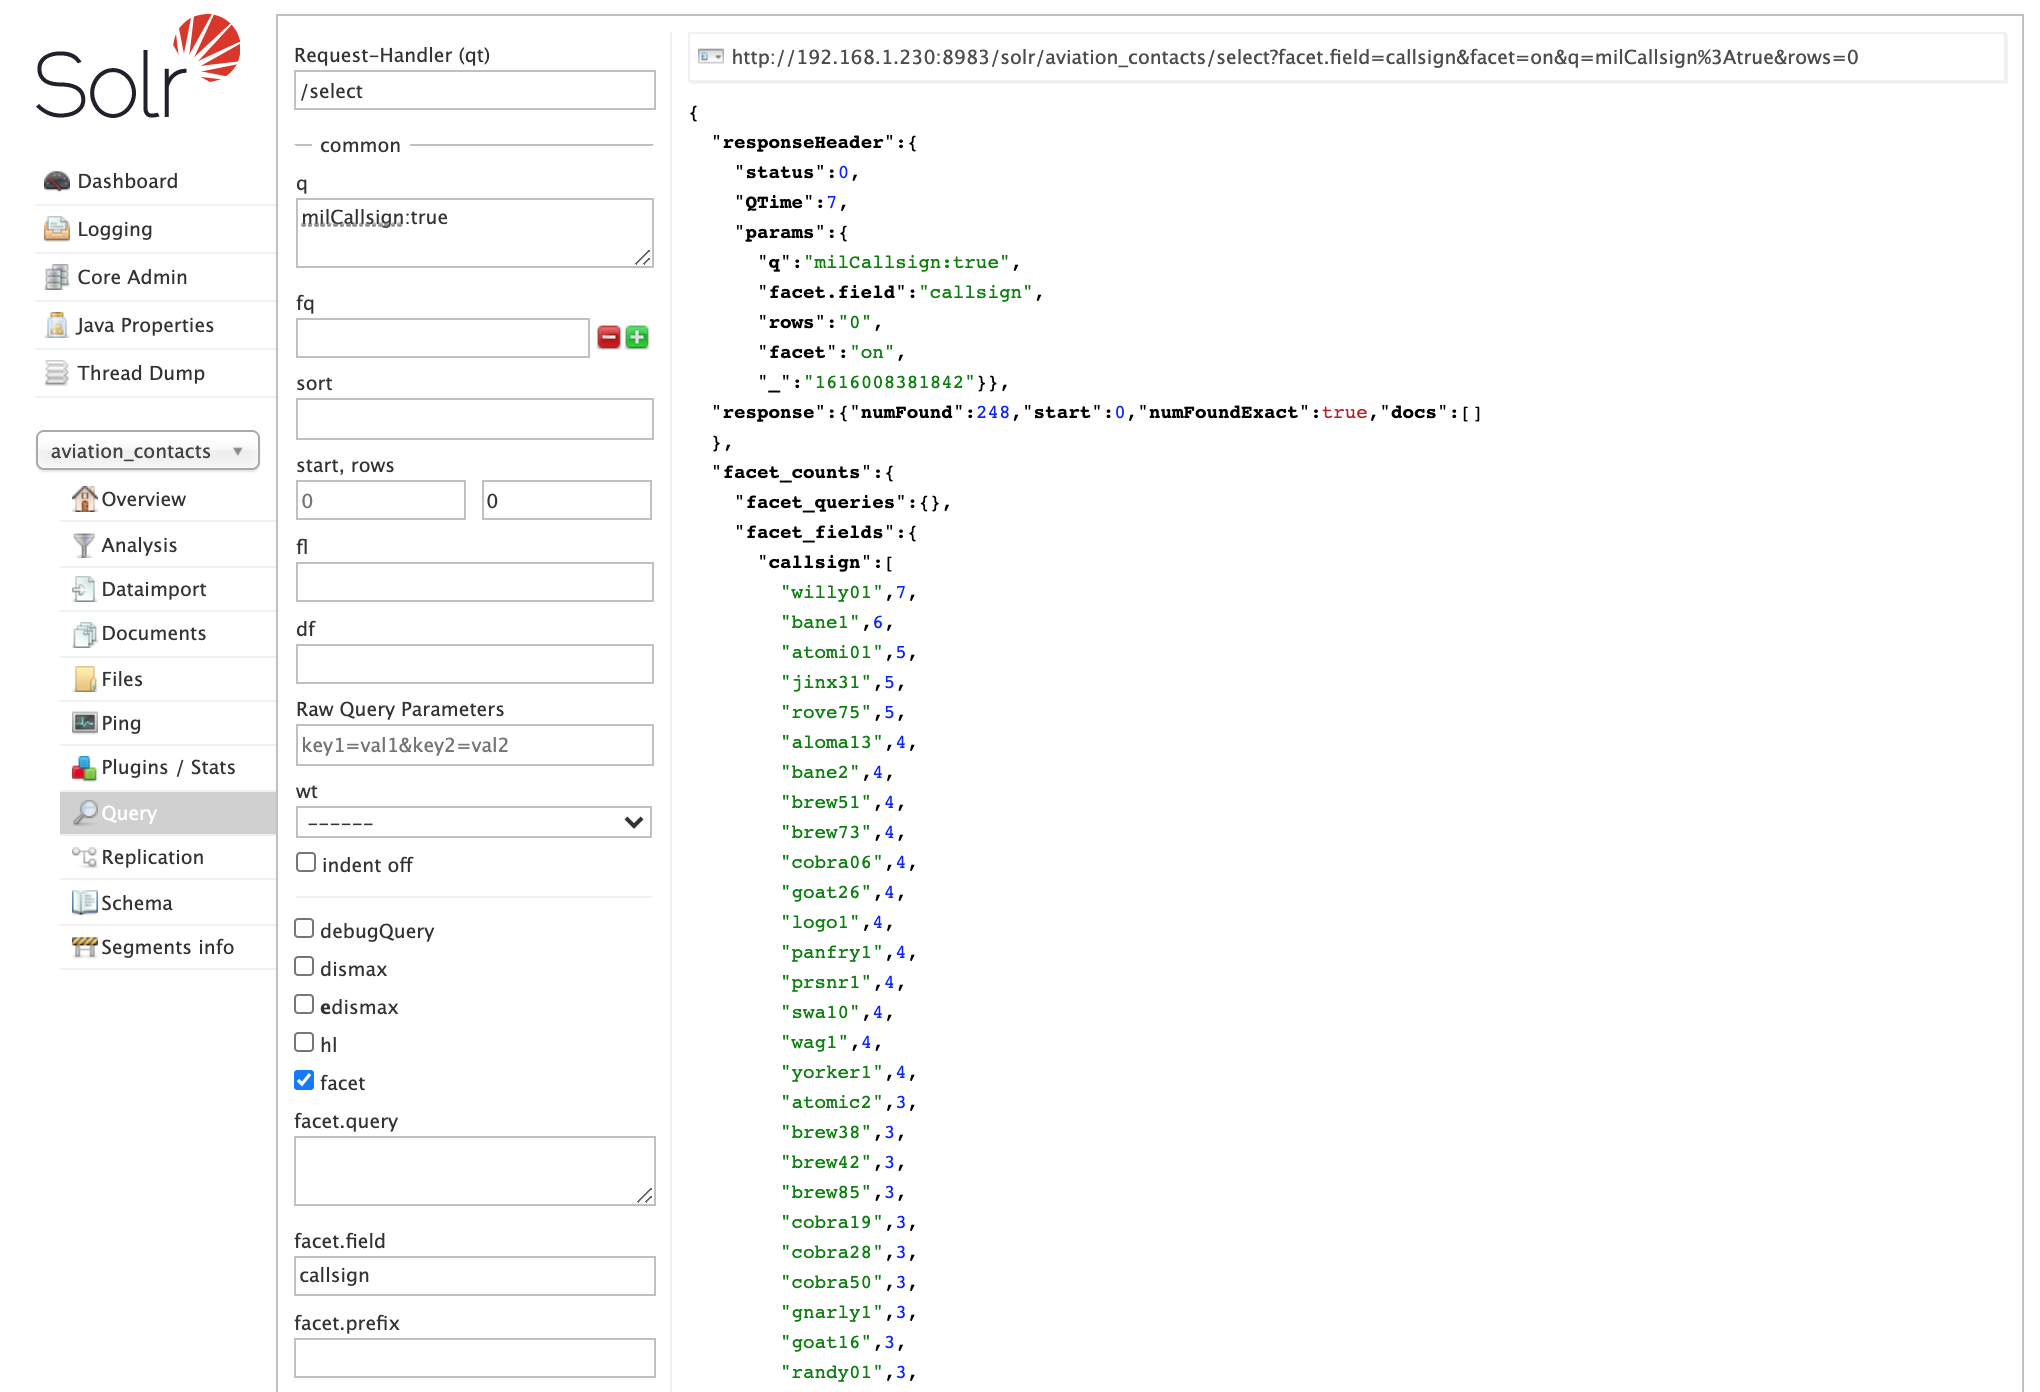 Solr
Dashboard
Logging
Core Admin
Java Properties
Thread Dump
aviation_contacts
Overview
Analysis
Dataimport
Documents
Files
Ping
Plugins / Stats
Query
Replication
Schema
Segments info
Request-Handler (qt)
/select
common
q
milCallsign:true
fq
sort
start, rows
0 0
fl
df
Raw Query Parameters
key1=val1&key2=val2
wt
------
indent off
debugQuery
dismax
edismax
hl
facet
facet.query
facet.field
callsign
facet.prefix
http://192.168.1.230:8983/solr/aviation_contacts/select?facet.field=callsign&facet=on&q=milCallsign%3Atrue&rows=0
{
"responseHeader":{
"status":0,
"QTime":7,
"params":{
"q":"milCallsign:true",
"facet.field":"callsign",
"rows":"0",
"facet":"on",
"_":"1616008381842"}},
"response":{"numFound":248,"start":0,"numFoundExact":true,"docs":[]
},
"facet_counts":{
"facet_queries":{},
"facet_fields":{
"callsign":[
"willy01",7,
"bane1",6,
"atomi01",5,
"jinx31",5,
"rove75",5,
"aloma13",4,
"bane2",4,
"brew51",4,
"brew73",4,
"cobra06",4,
"goat26",4,
"logo1",4,
"panfry1",4,
"prsnr1",4,
"swa10",4,
"wag1",4,
"yorker1",4,
"atomic2",3,
"brew38",3,
"brew42",3,
"brew85",3,
"cobra19",3,
"cobra28",3,
"cobra50",3,
"gnarly1",3,
"goat16",3,
"randy01",3,